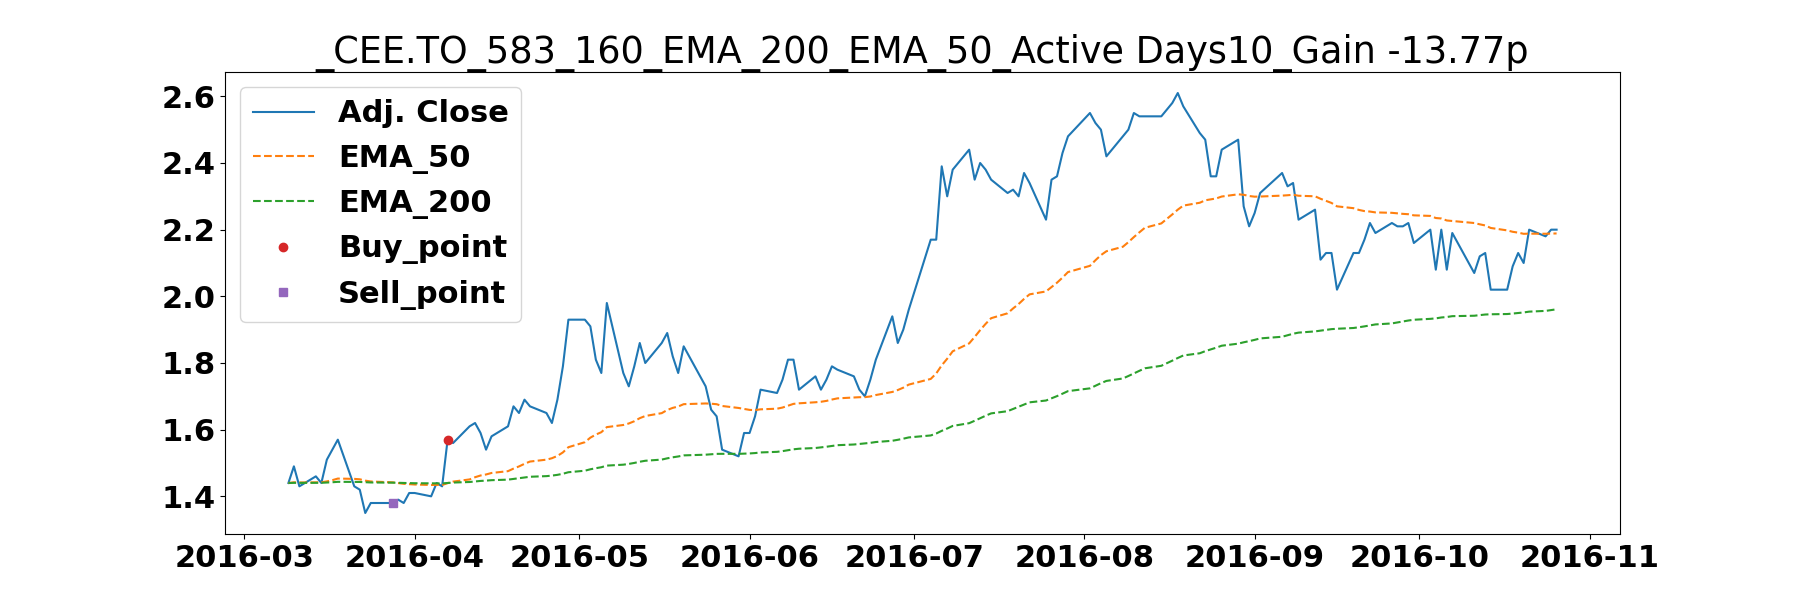 _CEE.TO_583_160_EMA_200_EMA_50_Active Days10_Gain -13.77p
Adj. Close
EMA_50
EMA_200
Buy_point
Sell_point
2.6
2.4
2.2
2.0
1.8
1.6
1.4
2016-03 2016-04 2016-05 2016-06 2016-07 2016-08 2016-09 2016-10 2016-11